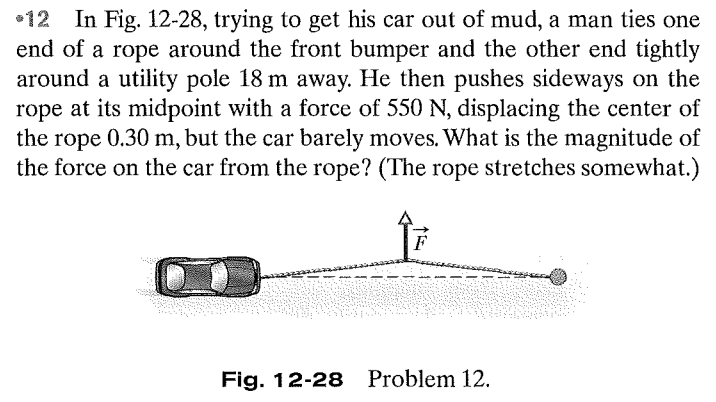 •12 In Fig. 12-28, trying to get his car out of mud, a man ties one
end of a rope around the front bumper and the other end tightly
around a utility pole 18 m away. He then pushes sideways on the
rope at its midpoint with a force of 550 N, displacing the center of
the rope 0.30 m, but the car barely moves. What is the magnitude of
the force on the car from the rope? (The rope stretches somewhat.)
F
Fig. 12-28 Problem 12.